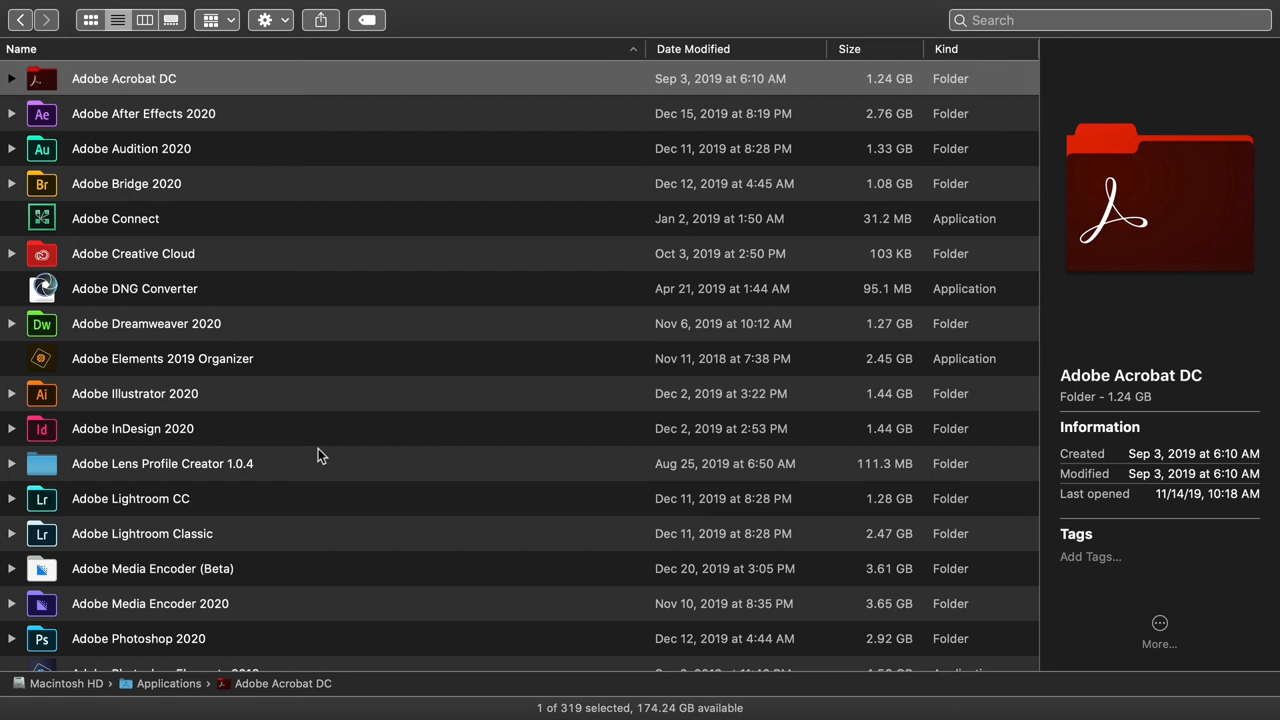 Search
Name Date Modified Size Kind
Adobe Acrobat DC Sep 3, 2019 at 6:10 AM 1.24 GB Folder
Ae Adobe After Effects 2020 Dec 15, 2019 at 8:19 PM 2.76 GB Folder
Au Adobe Audition 2020 Dec 11, 2019 at 8:28 PM 1.33 GB Folder
Br Adobe Bridge 2020 Dec 12, 2019 at 4:45 AM 1.08 GB Folder
Adobe Connect Jan 2, 2019 at 1:50 AM 31.2 MB Application
Adobe Creative Cloud Oct 3, 2019 at 2:50 PM 103 KB Folder
Adobe DNG Converter Apr 21, 2019 at 1:44 AM 95.1 MB Application
Dw Adobe Dreamweaver 2020 Nov 6, 2019 at 10:12 AM 1.27 GB Folder
Adobe Elements 2019 Organizer Nov 11, 2018 at 7:38 PM 2.45 GB Application
Ai Adobe Illustrator 2020 Dec 2, 2019 at 3:22 PM 1.44 GB Folder
Id Adobe InDesign 2020 Dec 2, 2019 at 2:53 PM 1.44 GB Folder
Adobe Lens Profile Creator 1.0.4 Aug 25, 2019 at 6:50 AM 111.3 MB Folder
Lr Adobe Lightroom CC Dec 11, 2019 at 8:28 PM 1.28 GB Folder
Lr Adobe Lightroom Classic Dec 11, 2019 at 8:28 PM 2.47 GB Folder
Adobe Media Encoder (Beta) Dec 20, 2019 at 3:05 PM 3.61 GB Folder
Adobe Media Encoder 2020 Nov 10, 2019 at 8:35 PM 3.65 GB Folder
Ps Adobe Photoshop 2020 Dec 12, 2019 at 4:44 AM 2.92 GB Folder
Adobe Acrobat DC
Folder - 1.24 GB
Information
Created Sep 3, 2019 at 6:10 AM
Modified Sep 3, 2019 at 6:10 AM
Last opened 11/14/19, 10:18 AM
Tags
Add Tags...
More...
Macintosh HD › Applications › Adobe Acrobat DC
1 of 319 selected, 174.24 GB available